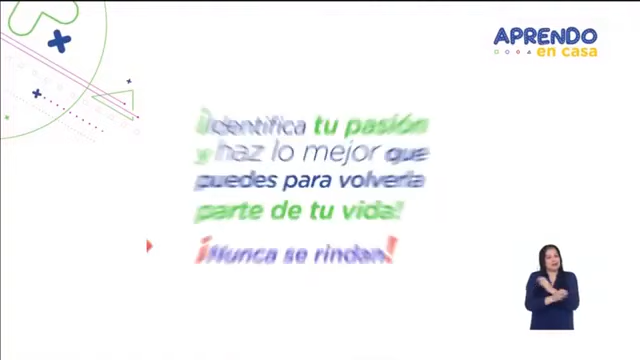 APRENDO
en casa
¡Identifica tu pasión
y haz lo mejor que
puedes para volverla
parte de tu vida!
¡Nunca se rindan!